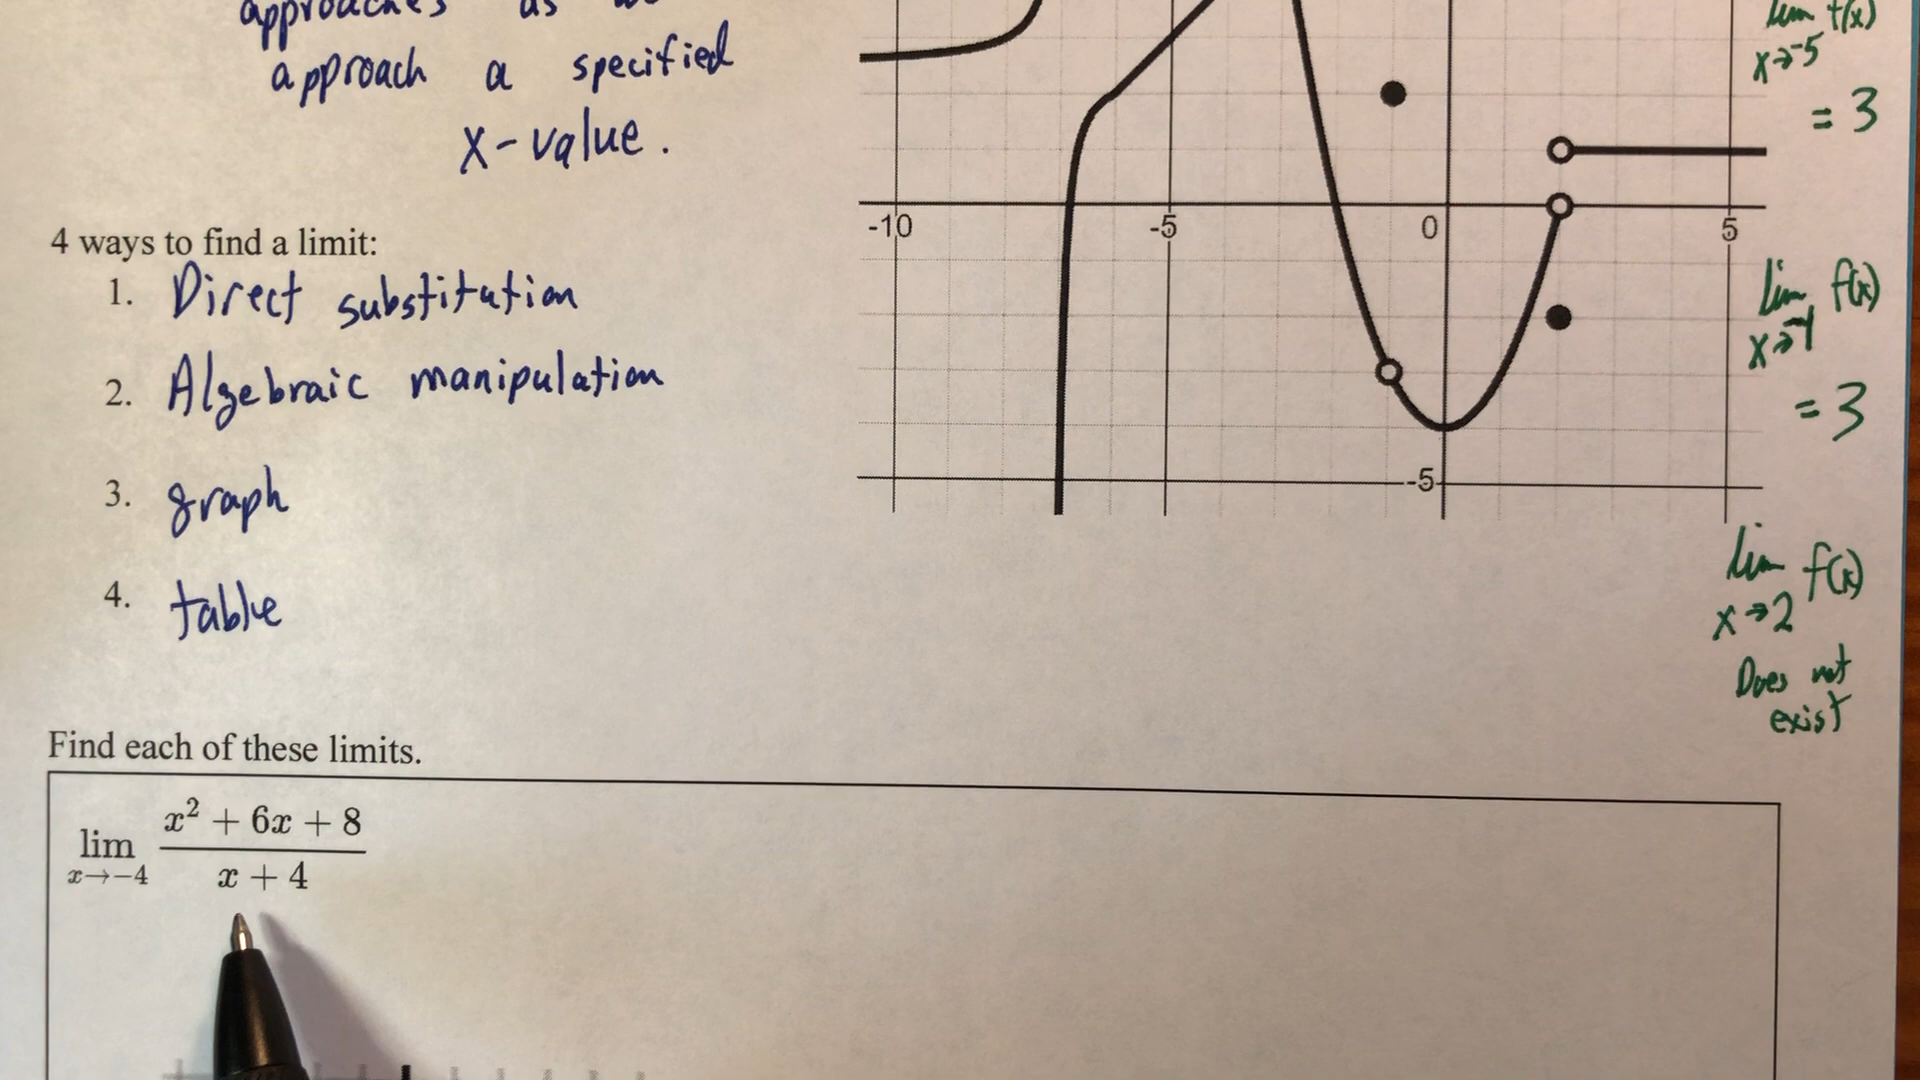 approaches as
approach a specified
x-value.
4 ways to find a limit:
1. Direct substitution
2. Algebraic manipulation
3. graph
4. table
-10 -5 0 5
-5
lim f(x)
x→-5
= 3
lim f(x)
x→-1
= 3
lim f(x)
x→2
Does not
exist
Find each of these limits.
lim x² + 6x + 8
x→-4 x + 4